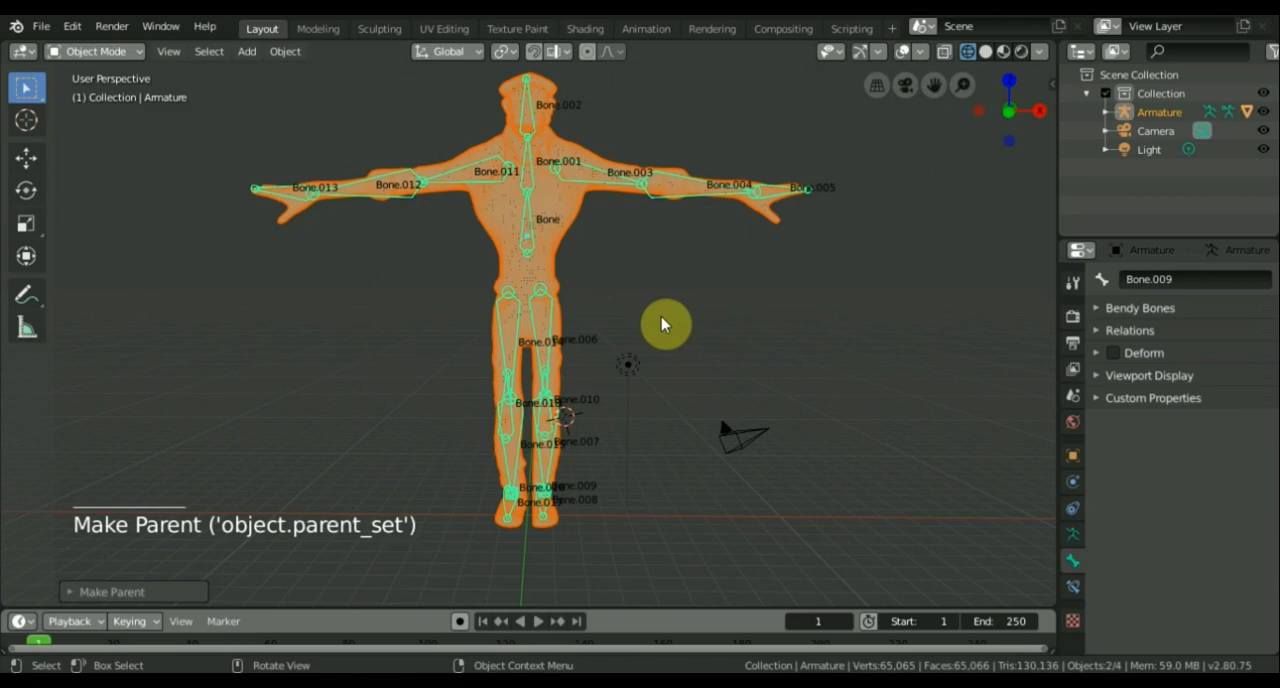 File Edit Render Window Help Layout Modeling Sculpting UV Editing Texture Paint Shading Animation Rendering Compositing Scripting + Scene View Layer
Object Mode View Select Add Object Global
User Perspective
(1) Collection | Armature
Scene Collection
Collection
Armature
Camera
Light
Bone.002
Bone.001
Bone.011
Bone.003
Bone.013
Bone.012
Bone.004
Bone.005
Bone
Bone.006
Bone.010
Bone.007
Bone.009
Bone.008
Armature Armature
Bone.009
Bendy Bones
Relations
Deform
Viewport Display
Custom Properties
Make Parent ('object.parent_set')
Make Parent
Playback Keying View Marker 1 Start: 1 End: 250
1
Select Box Select Rotate View Object Context Menu Collection | Armature | Verts:65,065 | Faces:65,066 | Tris:130,136 | Objects:2/4 | Mem: 59.0 MB | v2.80.75